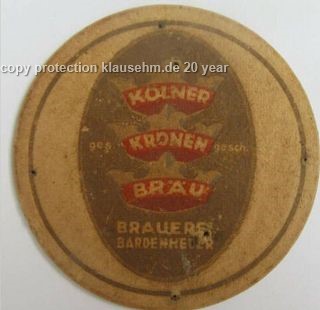 copy protection klausehm.de 20 year
KÖLNER
ges. KRONEN gesch.
BRÄU
BRAUEREI
BARDENHEUER